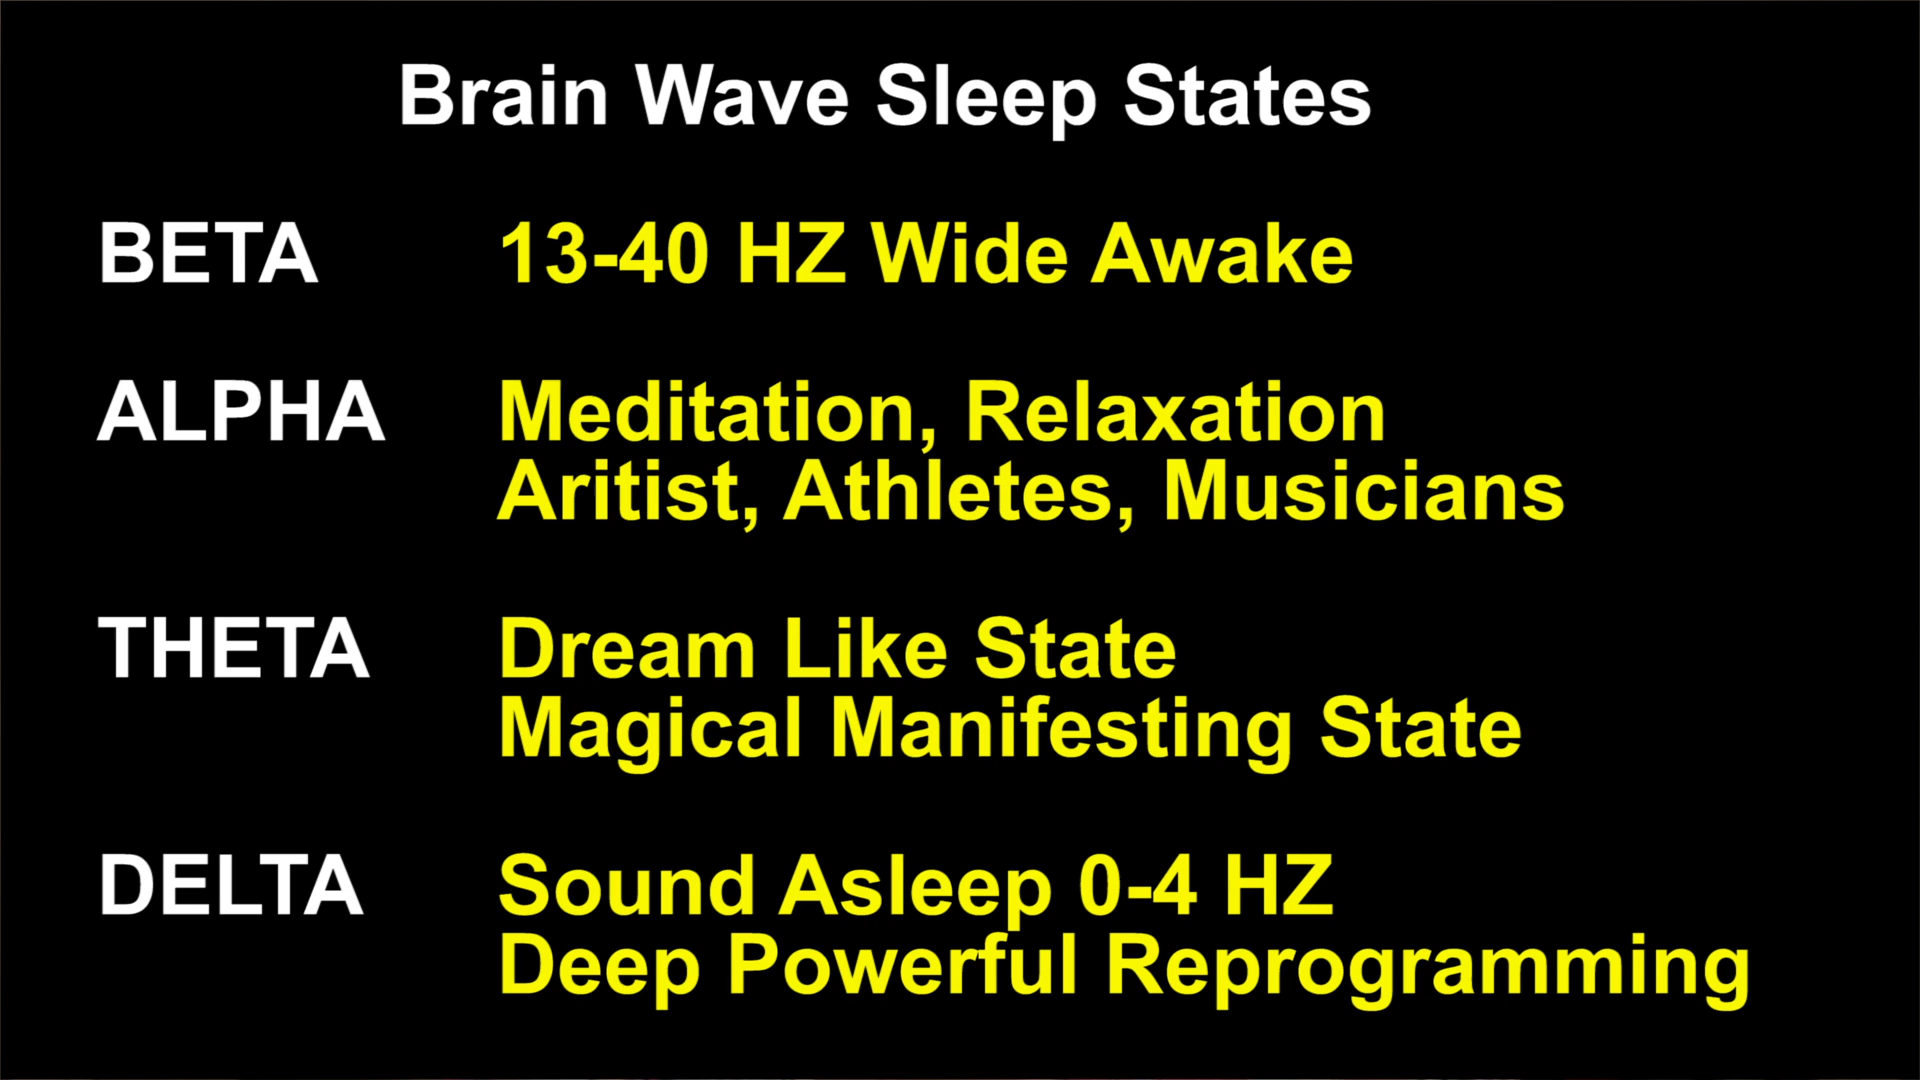 Brain Wave Sleep States
BETA 13-40 HZ Wide Awake
ALPHA Meditation, Relaxation
Aritist, Athletes, Musicians
THETA Dream Like State
Magical Manifesting State
DELTA Sound Asleep 0-4 HZ
Deep Powerful Reprogramming